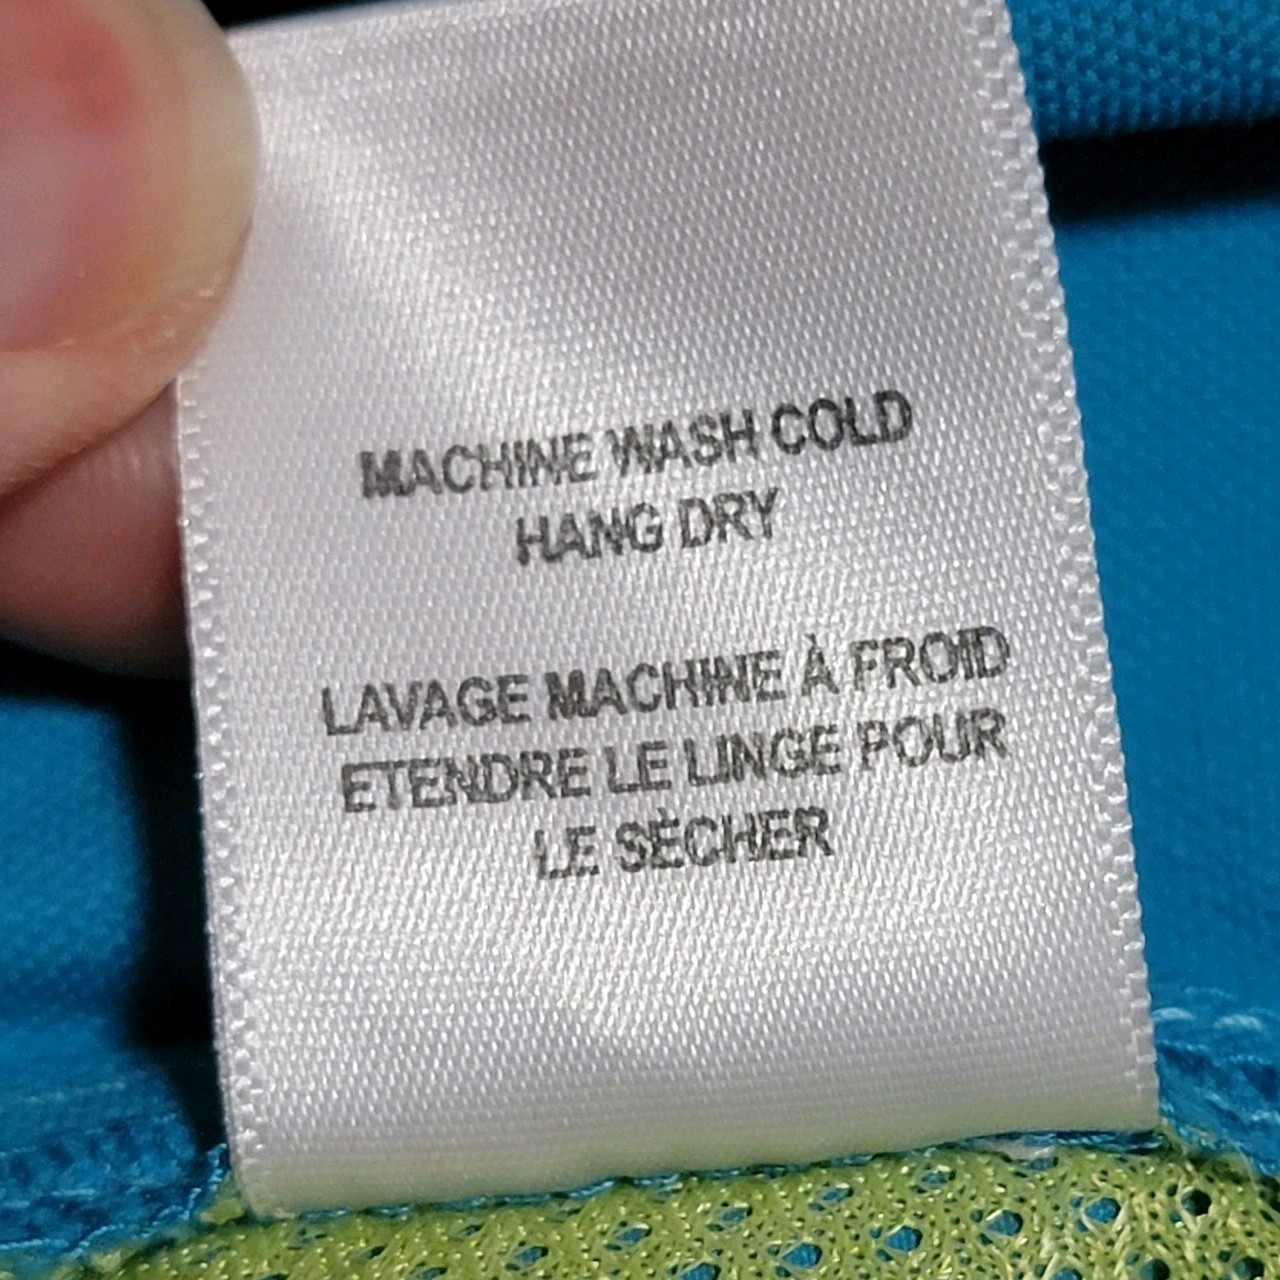 MACHINE WASH COLD
HANG DRY
LAVAGE MACHINE À FROID
ETENDRE LE LINGE POUR
LE SÈCHER